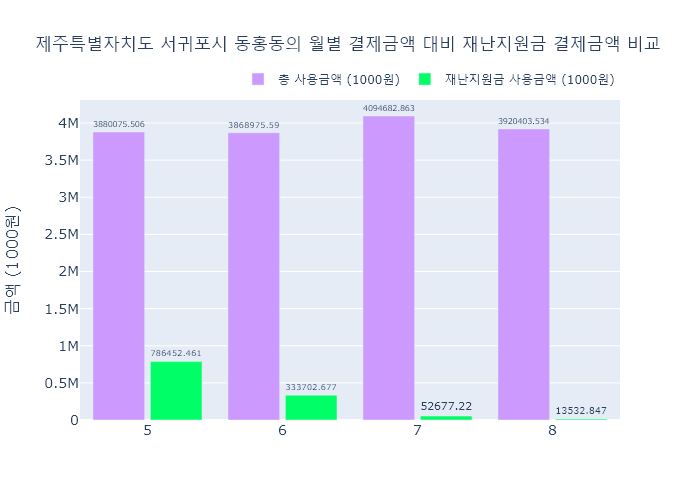 제주특별자치도 서귀포시 동홍동의 월별 결제금액 대비 재난지원금 결제금액 비교
총 사용금액 (1000원) 재난지원금 사용금액 (1000원)
금액 (1000원)
4M
3.5M
3M
2.5M
2M
1.5M
1M
0.5M
0
3880075.506
786452.461
3868975.59
333702.677
4094682.863
52677.22
3920403.534
13532.847
5 6 7 8